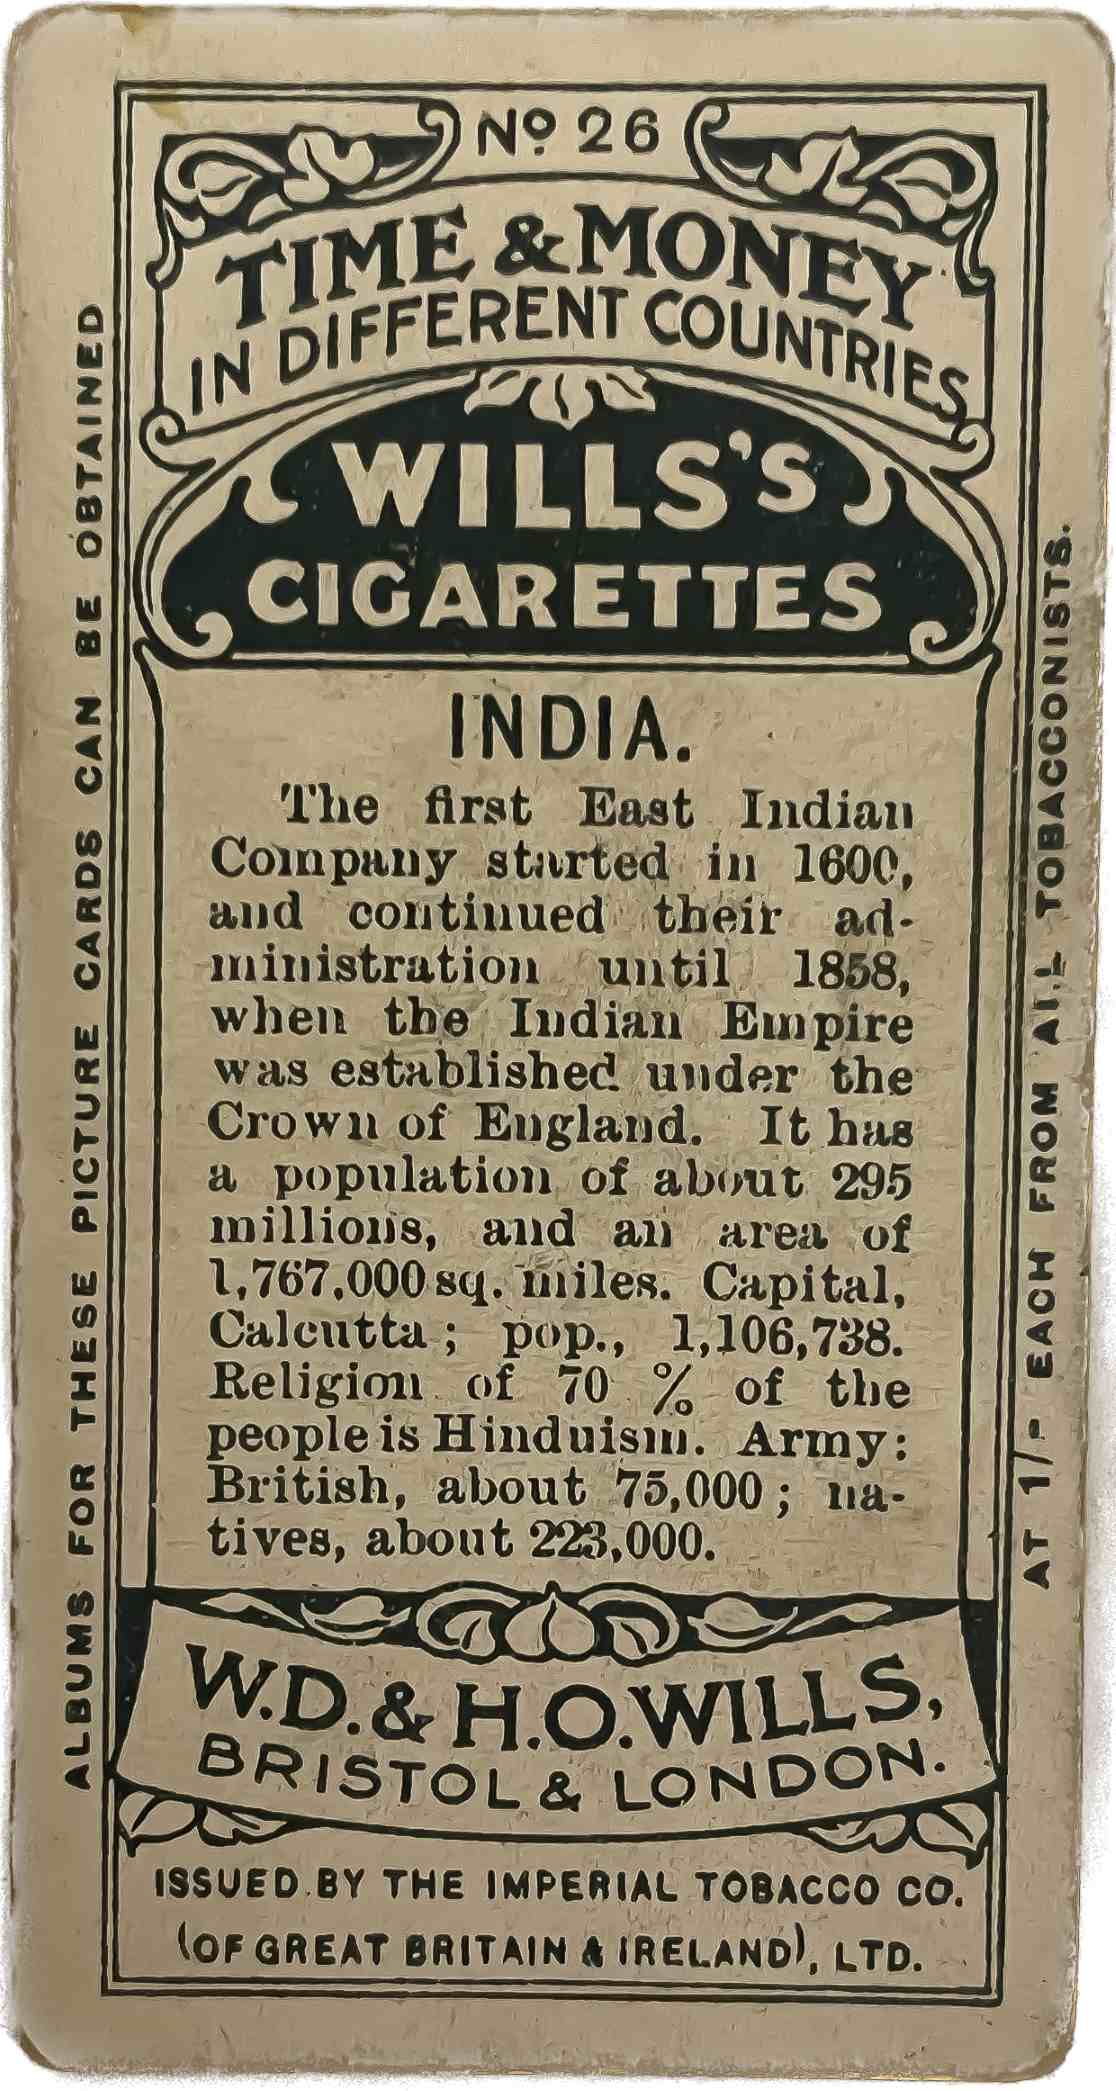 No 26
TIME & MONEY
IN DIFFERENT COUNTRIES
WILLS'S
CIGARETTES
INDIA.
The first East Indian
Company started in 1600,
and continued their ad-
ministration until 1858,
when the Indian Empire
was established under the
Crown of England. It has
a population of about 295
millions, and an area of
1,767,000 sq. miles. Capital,
Calcutta; pop., 1,106,738.
Religion of 70 % of the
people is Hinduism. Army:
British, about 75,000; na-
tives, about 223,000.
W.D. & H.O. WILLS,
BRISTOL & LONDON.
ISSUED BY THE IMPERIAL TOBACCO CO.
(OF GREAT BRITAIN & IRELAND), LTD.
ALBUMS FOR THESE PICTURE CARDS CAN BE OBTAINED
AT 1/- EACH FROM ALL TOBACCONISTS.